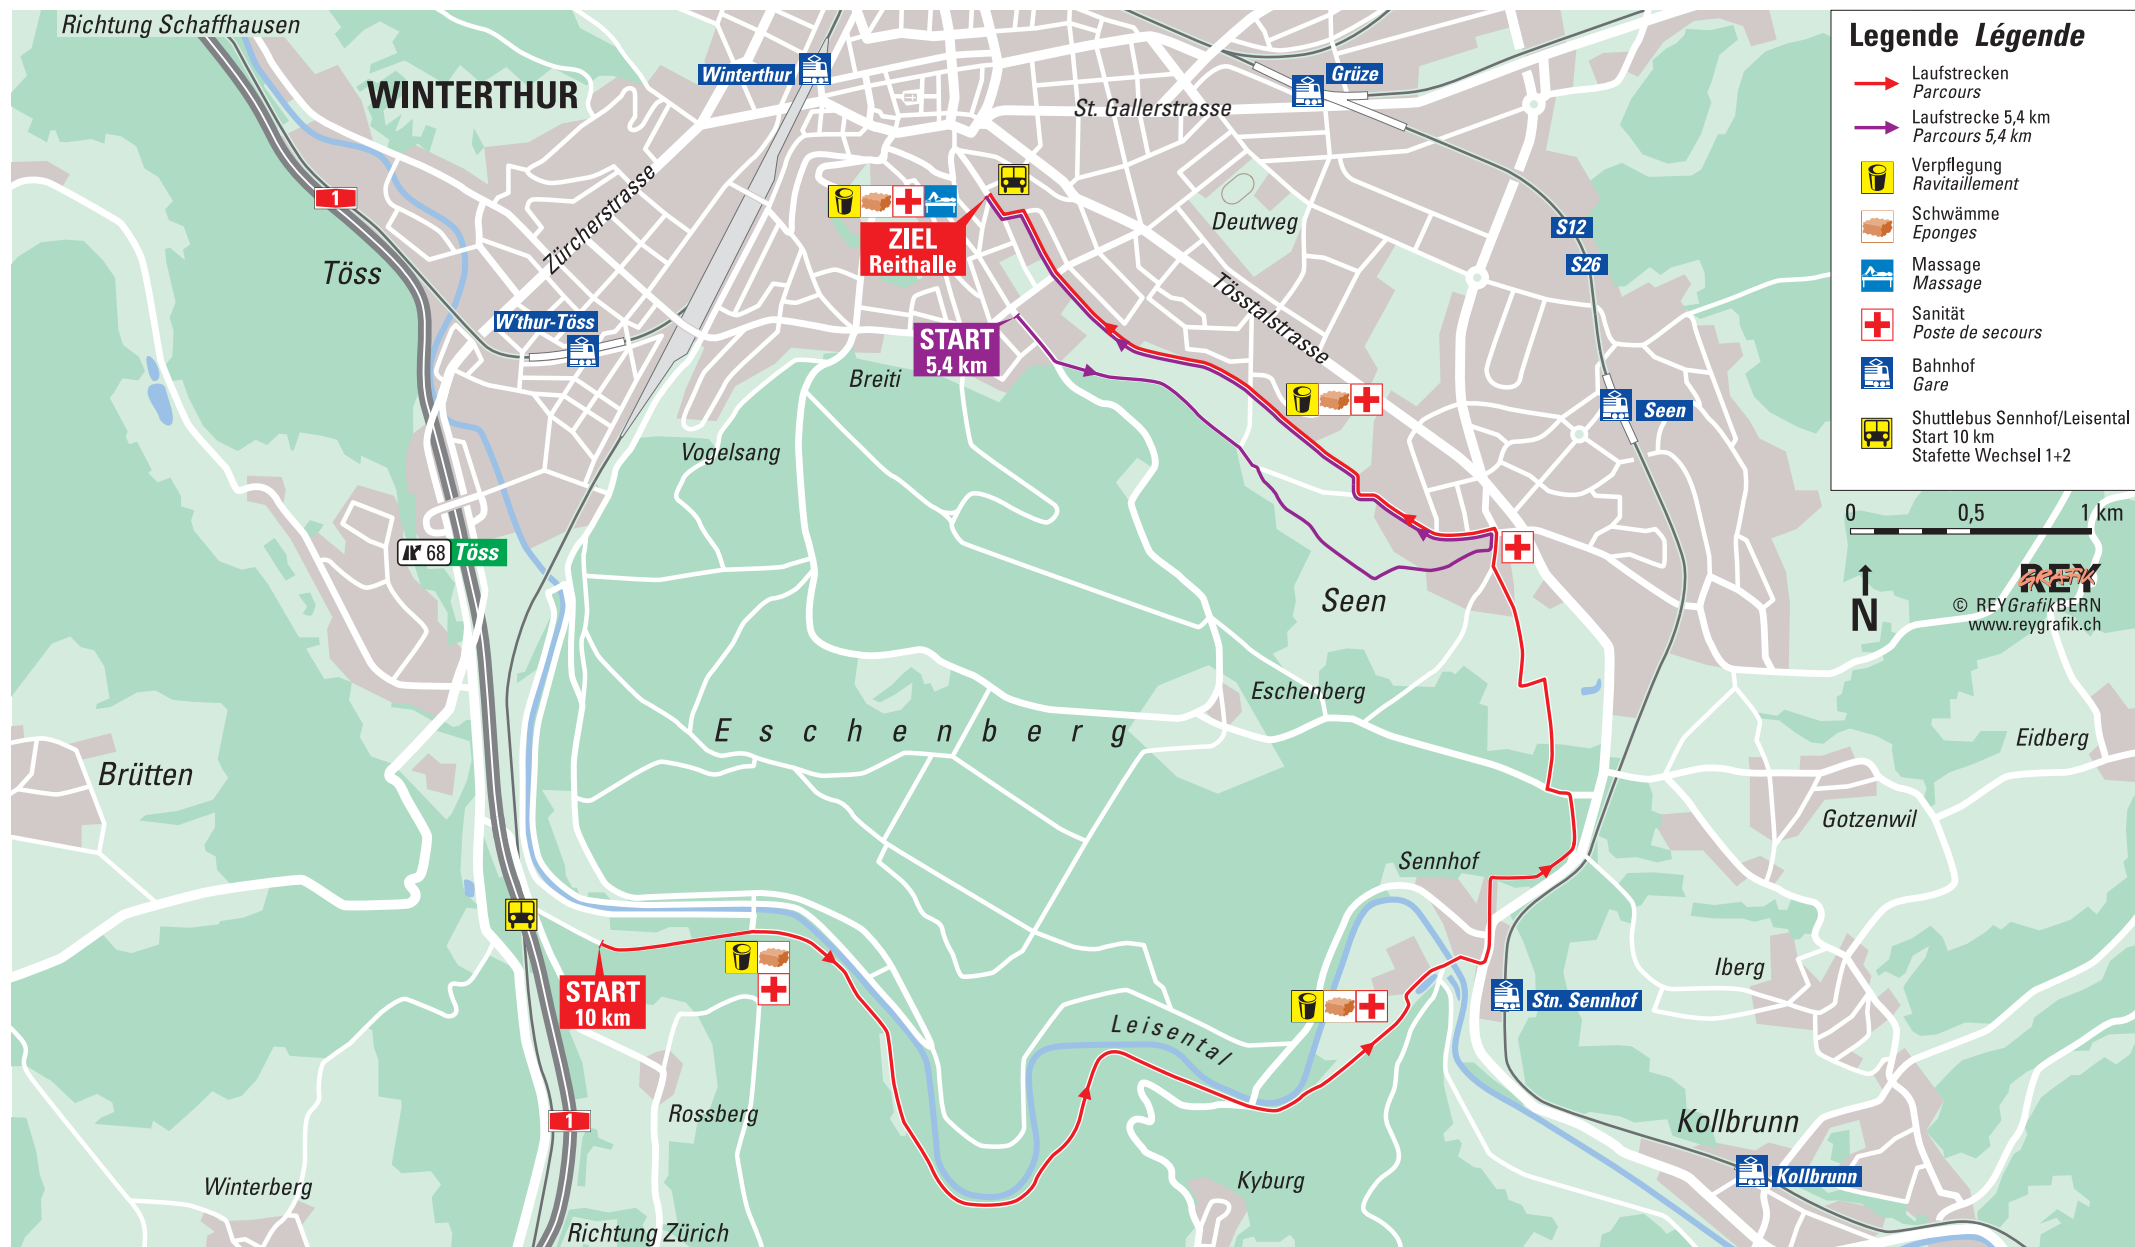 Richtung Schaffhausen
WINTERTHUR
Winterthur
Grüze
St. Gallerstrasse
1
Zürcherstrasse
Töss
Deutweg
S12
S26
ZIEL
Reithalle
Tösstalstrasse
W'thur-Töss
START
5,4 km
Breiti
Seen
Vogelsang
68 Töss
Seen
Eschenberg
Eschenberg
Brütten
Eidberg
Gotzenwil
Sennhof
Iberg
START
10 km
Stn. Sennhof
Leisental
1
Rossberg
Kollbrunn
Kyburg
Kollbrunn
Winterberg
Richtung Zürich
Legende Légende
Laufstrecken
Parcours
Laufstrecke 5,4 km
Parcours 5,4 km
Verpflegung
Ravitaillement
Schwämme
Eponges
Massage
Massage
Sanität
Poste de secours
Bahnhof
Gare
Shuttlebus Sennhof/Leisental
Start 10 km
Stafette Wechsel 1+2
0 0,5 1 km
N
REY
GRAFIK
© REYGrafikBERN
www.reygrafik.ch